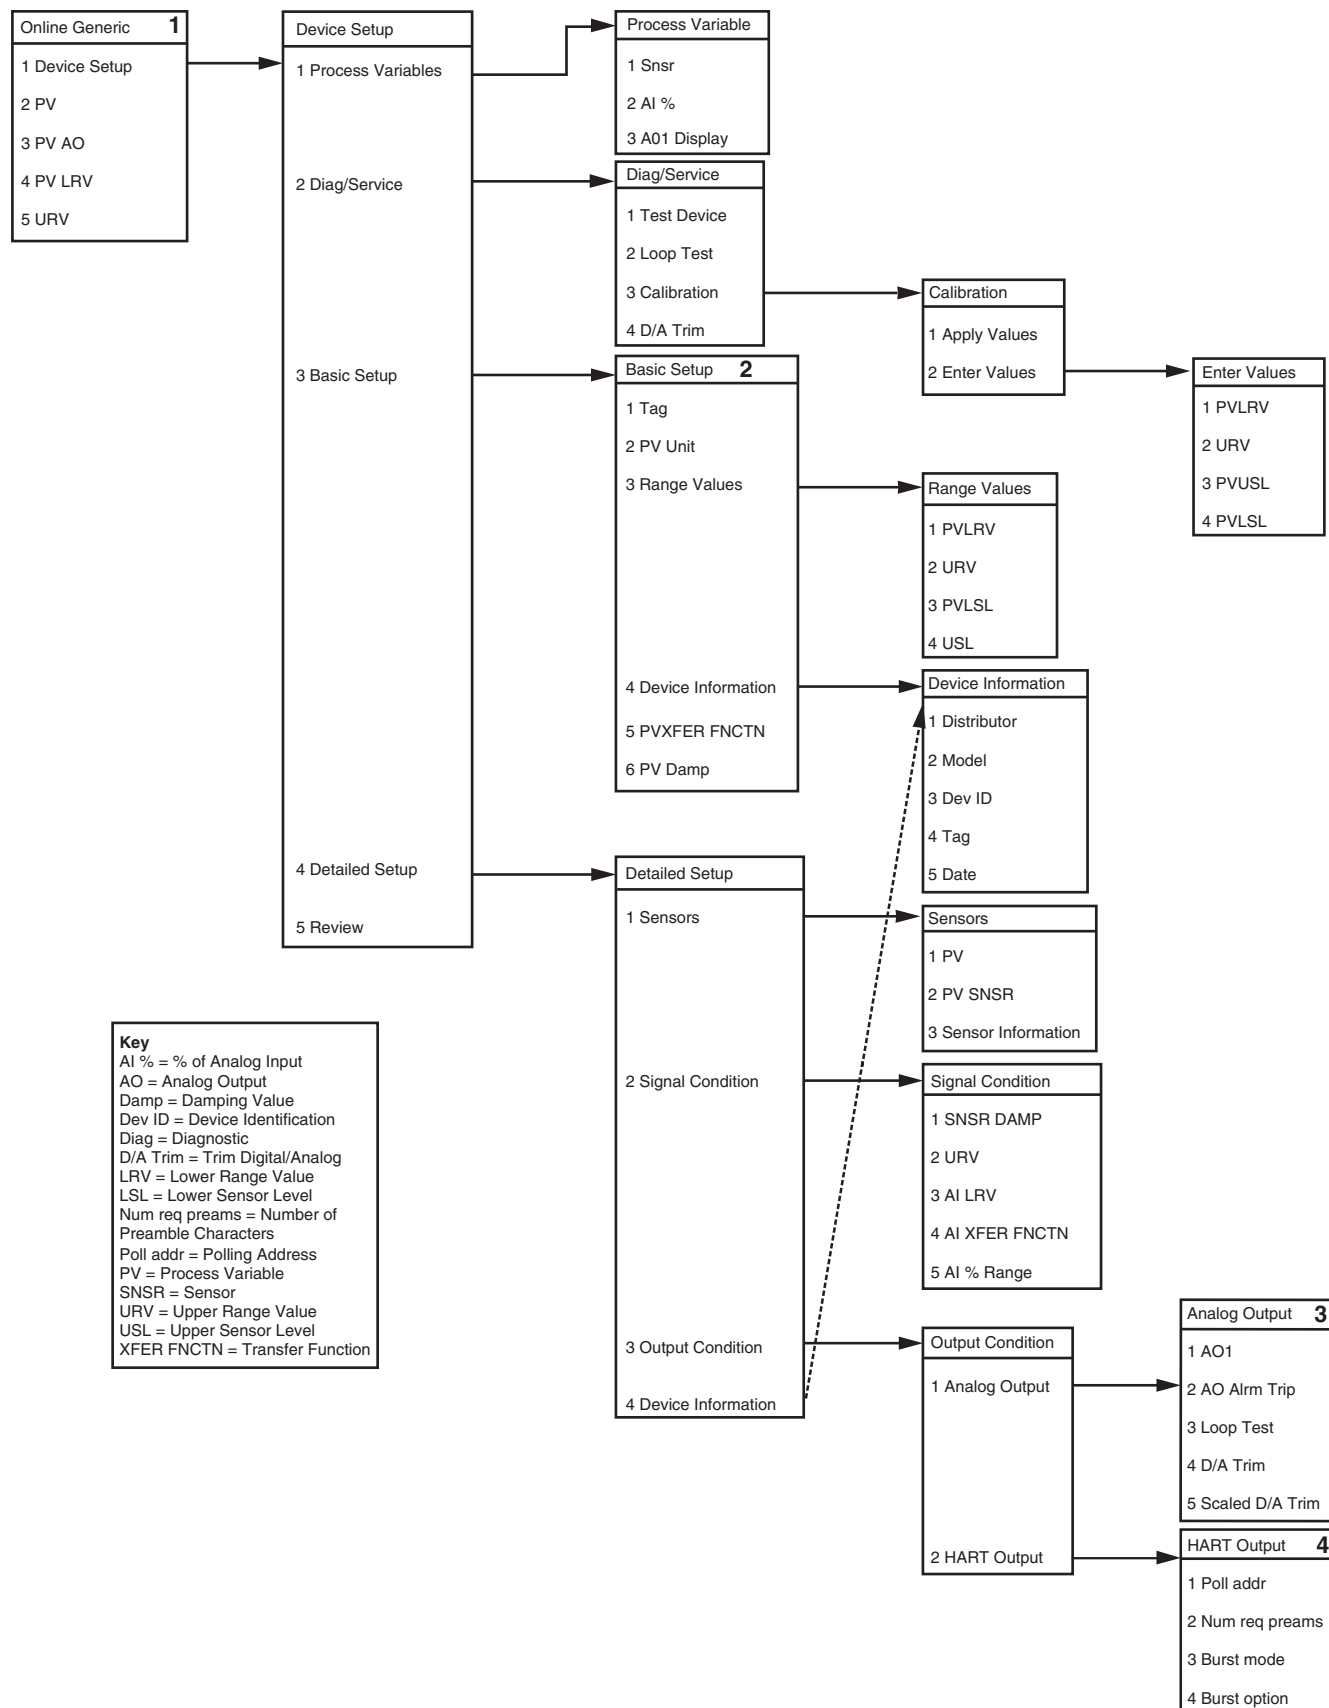 Online Generic 1
1 Device Setup
2 PV
3 PV AO
4 PV LRV
5 URV
Device Setup
1 Process Variables
2 Diag/Service
3 Basic Setup
4 Detailed Setup
5 Review
Process Variable
1 Snsr
2 AI %
3 A01 Display
Diag/Service
1 Test Device
2 Loop Test
3 Calibration
4 D/A Trim
Calibration
1 Apply Values
2 Enter Values
Enter Values
1 PVLRV
2 URV
3 PVUSL
4 PVLSL
Basic Setup 2
1 Tag
2 PV Unit
3 Range Values
4 Device Information
5 PVXFER FNCTN
6 PV Damp
Range Values
1 PVLRV
2 URV
3 PVLSL
4 USL
Device Information
1 Distributor
2 Model
3 Dev ID
4 Tag
5 Date
Detailed Setup
1 Sensors
2 Signal Condition
3 Output Condition
4 Device Information
Sensors
1 PV
2 PV SNSR
3 Sensor Information
Signal Condition
1 SNSR DAMP
2 URV
3 AI LRV
4 AI XFER FNCTN
5 AI % Range
Output Condition
1 Analog Output
2 HART Output
Analog Output 3
1 AO1
2 AO Alrm Trip
3 Loop Test
4 D/A Trim
5 Scaled D/A Trim
HART Output 4
1 Poll addr
2 Num req preams
3 Burst mode
4 Burst option
Key
AI % = % of Analog Input
AO = Analog Output
Damp = Damping Value
Dev ID = Device Identification
Diag = Diagnostic
D/A Trim = Trim Digital/Analog
LRV = Lower Range Value
LSL = Lower Sensor Level
Num req preams = Number of
Preamble Characters
Poll addr = Polling Address
PV = Process Variable
SNSR = Sensor
URV = Upper Range Value
USL = Upper Sensor Level
XFER FNCTN = Transfer Function